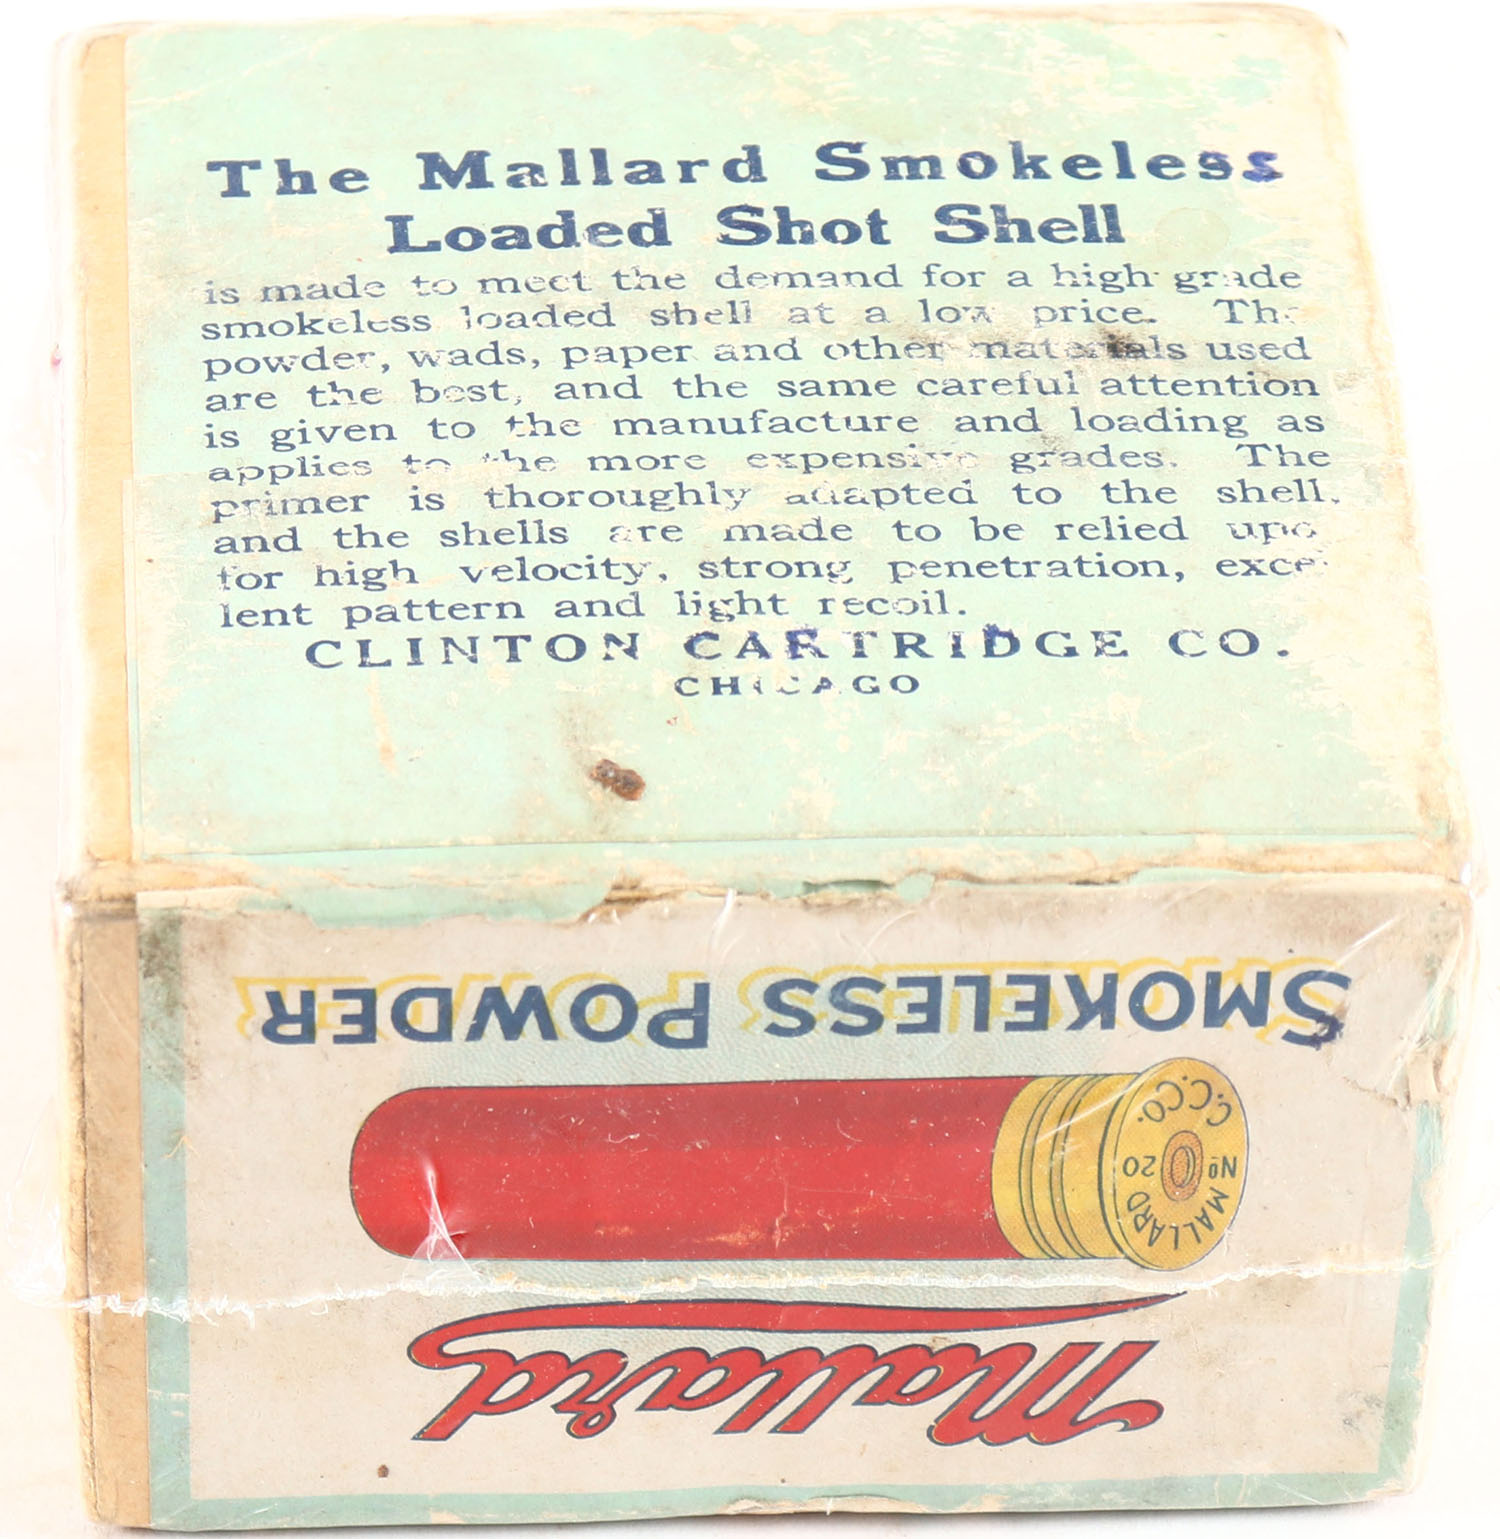 The Mallard Smokeless
Loaded Shot Shell
is made to meet the demand for a high grade
smokeless loaded shell at a low price. The
powder, wads, paper and other materials used
are the best, and the same careful attention
is given to the manufacture and loading as
applies to the more expensive grades. The
primer is thoroughly adapted to the shell,
and the shells are made to be relied upon
for high velocity, strong penetration, excel-
lent pattern and light recoil.
CLINTON CARTRIDGE CO.
CHICAGO
Mallard
MALLARD
No 20
C.C.CO.
SMOKELESS POWDER